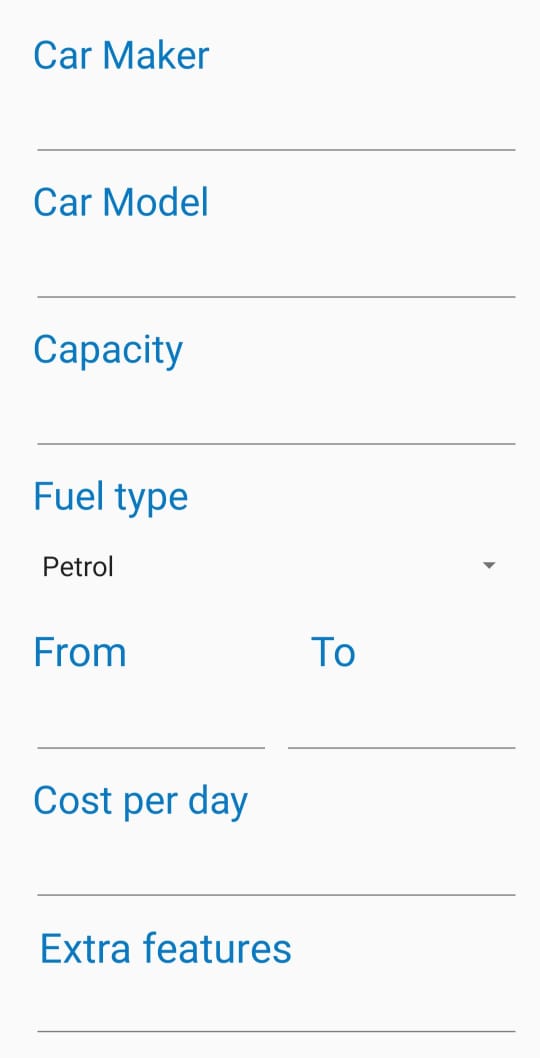 Car Maker
Car Model
Capacity
Fuel type
Petrol
From To
Cost per day
Extra features